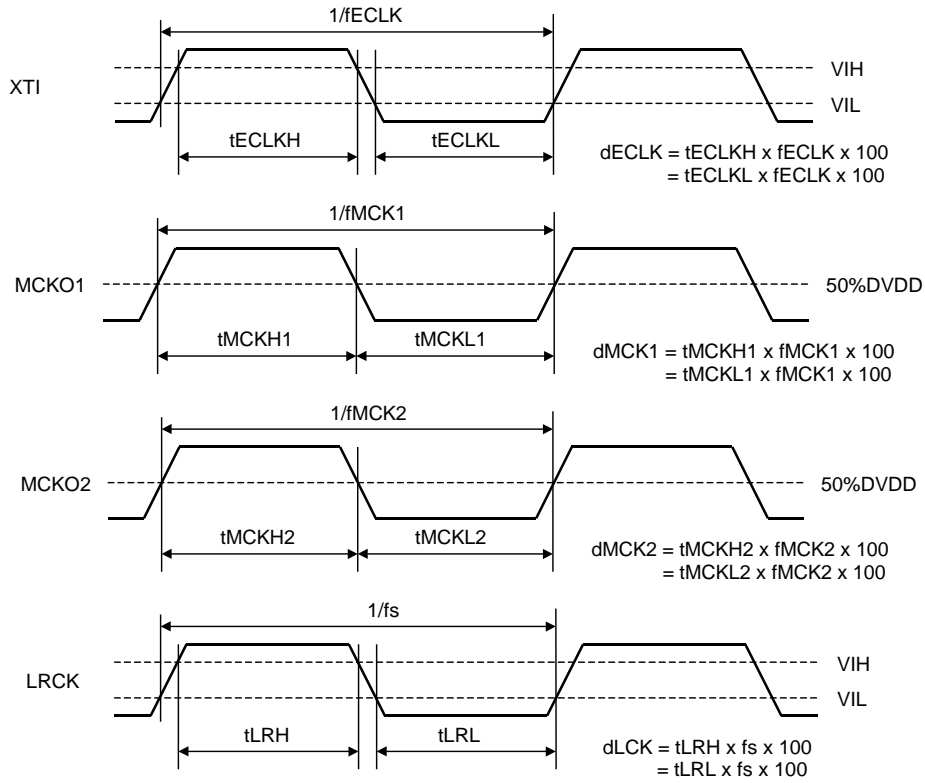 1/fECLK
XTI
VIH
VIL
tECLKH
tECLKL
dECLK = tECLKH x fECLK x 100
= tECLKL x fECLK x 100
1/fMCK1
MCKO1
50%DVDD
tMCKH1
tMCKL1
dMCK1 = tMCKH1 x fMCK1 x 100
= tMCKL1 x fMCK1 x 100
1/fMCK2
MCKO2
50%DVDD
tMCKH2
tMCKL2
dMCK2 = tMCKH2 x fMCK2 x 100
= tMCKL2 x fMCK2 x 100
1/fs
LRCK
VIH
VIL
tLRH
tLRL
dLCK = tLRH x fs x 100
= tLRL x fs x 100